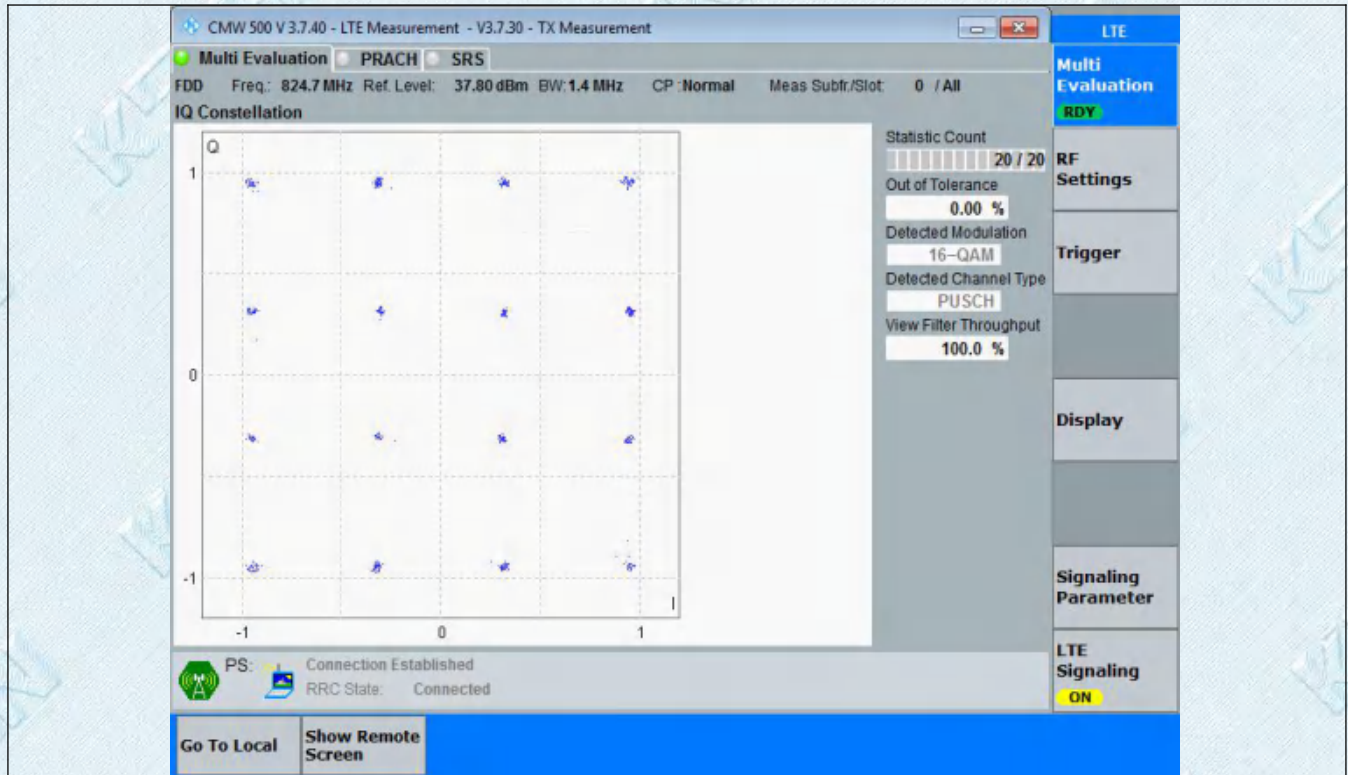 CMW 500 V 3.7.40 - LTE Measurement - V3.7.30 - TX Measurement
LTE
Multi Evaluation PRACH SRS
FDD Freq.: 824.7 MHz Ref. Level: 37.80 dBm BW: 1.4 MHz CP :Normal Meas Subfr./Slot: 0 / All
IQ Constellation
Q
1
0
-1
-1 0 1
I
Statistic Count
20 / 20
Out of Tolerance
0.00 %
Detected Modulation
16-QAM
Detected Channel Type
PUSCH
View Filter Throughput
100.0 %
Multi
Evaluation
RDY
RF
Settings
Trigger
Display
Signaling
Parameter
LTE
Signaling
ON
PS: Connection Established
RRC State: Connected
Go To Local
Show Remote
Screen